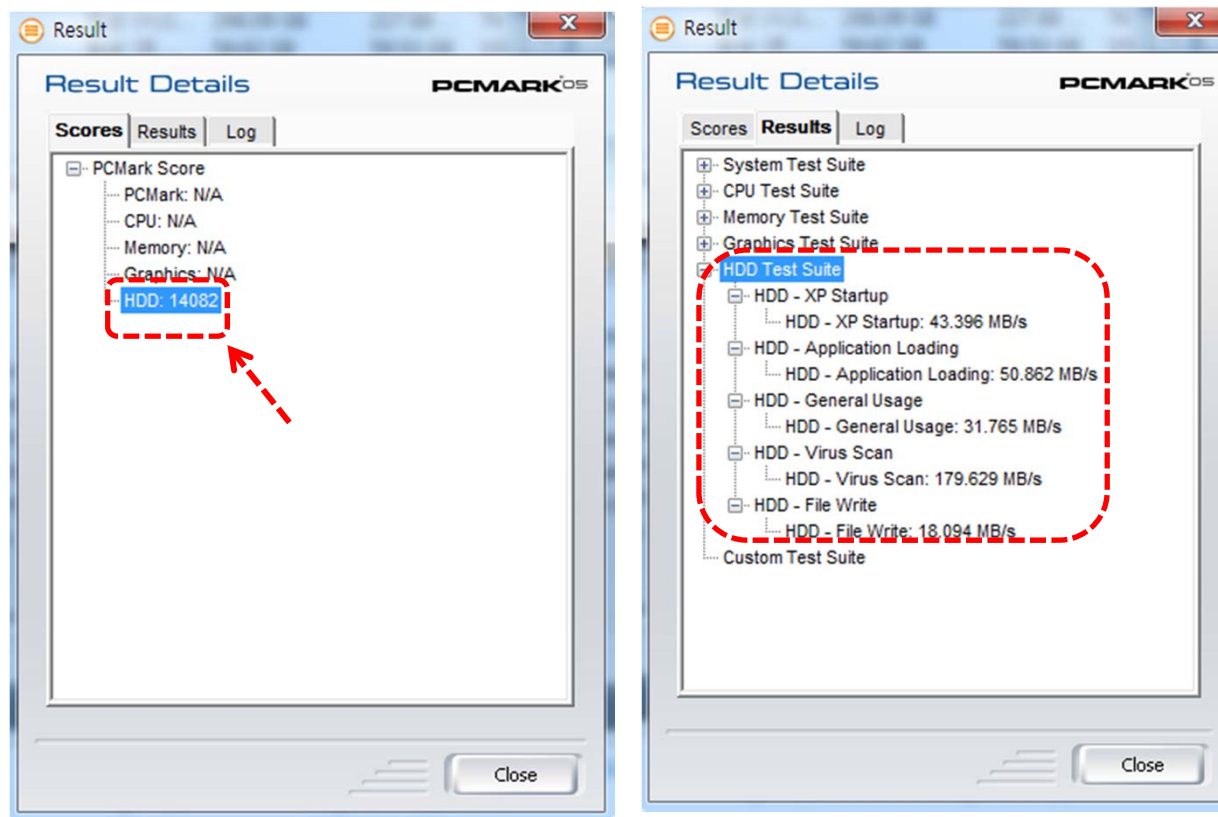 Result
Result Details
PCMARK°05
Scores Results Log
PCMark Score
PCMark: N/A
CPU: N/A
Memory: N/A
Graphics: N/A
HDD: 14082
Close
Result
Result Details
PCMARK°05
Scores Results Log
System Test Suite
CPU Test Suite
Memory Test Suite
Graphics Test Suite
HDD Test Suite
HDD - XP Startup
HDD - XP Startup: 43.396 MB/s
HDD - Application Loading
HDD - Application Loading: 50.862 MB/s
HDD - General Usage
HDD - General Usage: 31.765 MB/s
HDD - Virus Scan
HDD - Virus Scan: 179.629 MB/s
HDD - File Write
HDD - File Write: 18.094 MB/s
Custom Test Suite
Close